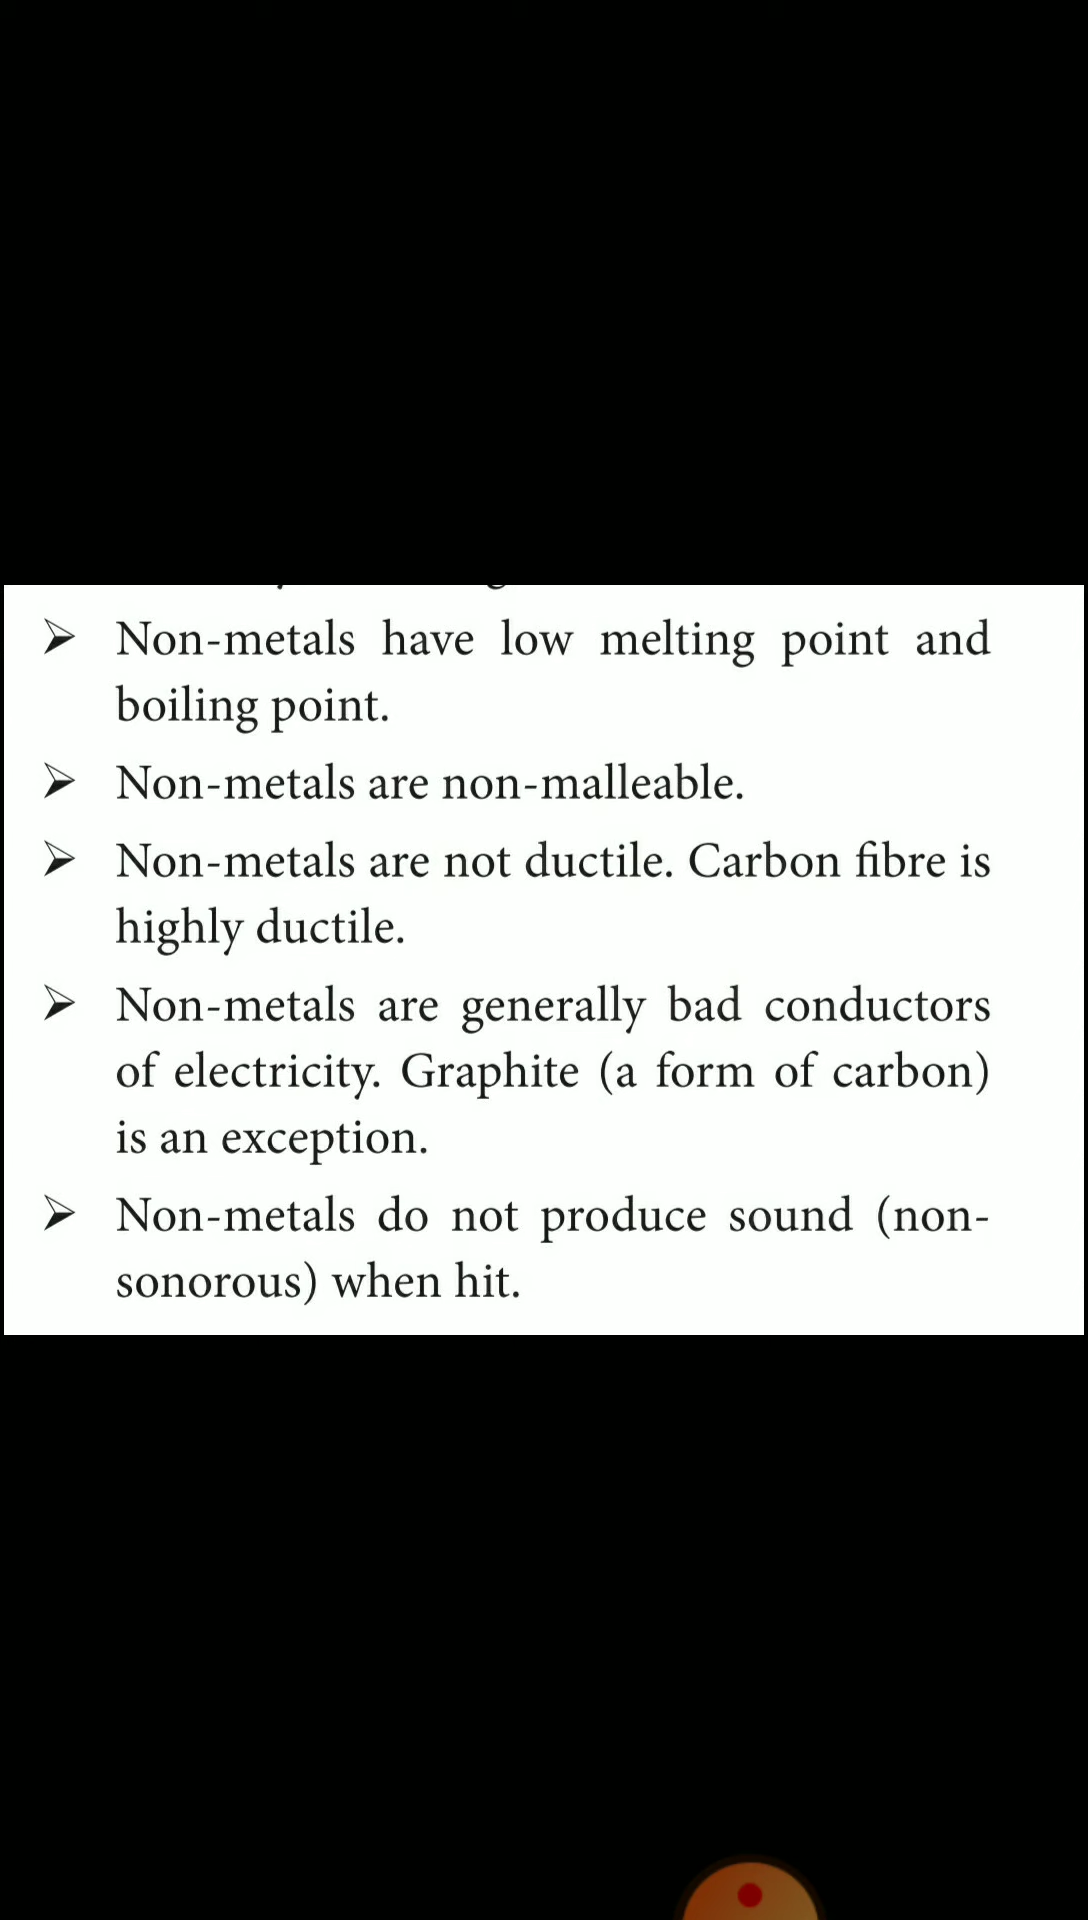 ➢ Non-metals have low melting point and
boiling point.
➢ Non-metals are non-malleable.
➢ Non-metals are not ductile. Carbon fibre is
highly ductile.
➢ Non-metals are generally bad conductors
of electricity. Graphite (a form of carbon)
is an exception.
➢ Non-metals do not produce sound (non-
sonorous) when hit.